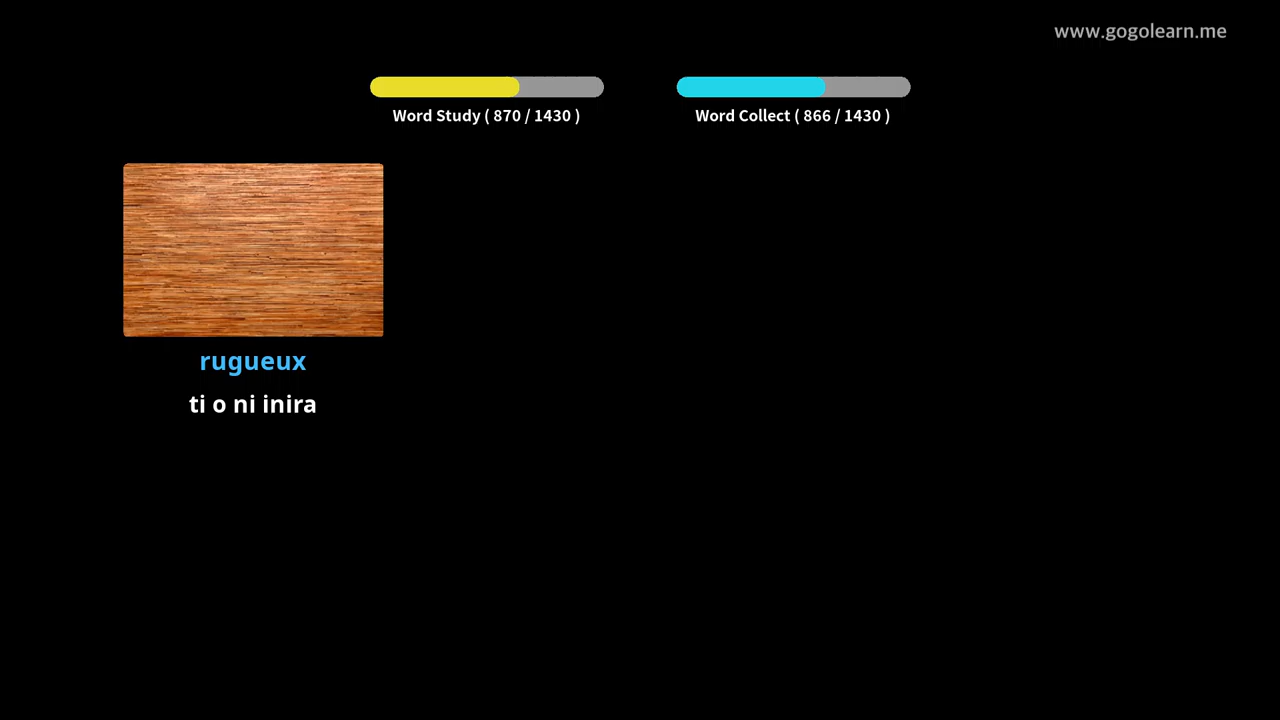 www.gogolearn.me
Word Study ( 870 / 1430 )
Word Collect ( 866 / 1430 )
rugueux
ti o ni inira